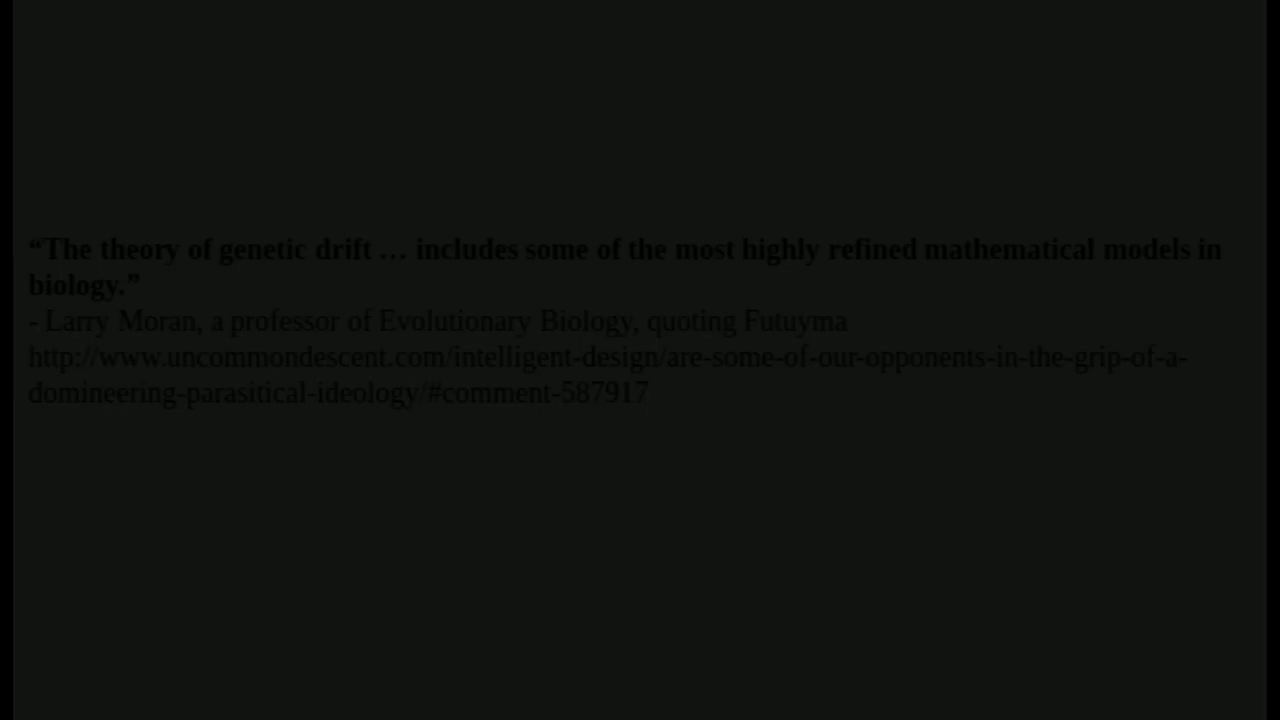 “The theory of genetic drift … includes some of the most highly refined mathematical models in
biology.”
- Larry Moran, a professor of Evolutionary Biology, quoting Futuyma
http://www.uncommondescent.com/intelligent-design/are-some-of-our-opponents-in-the-grip-of-a-
domineering-parasitical-ideology/#comment-587917